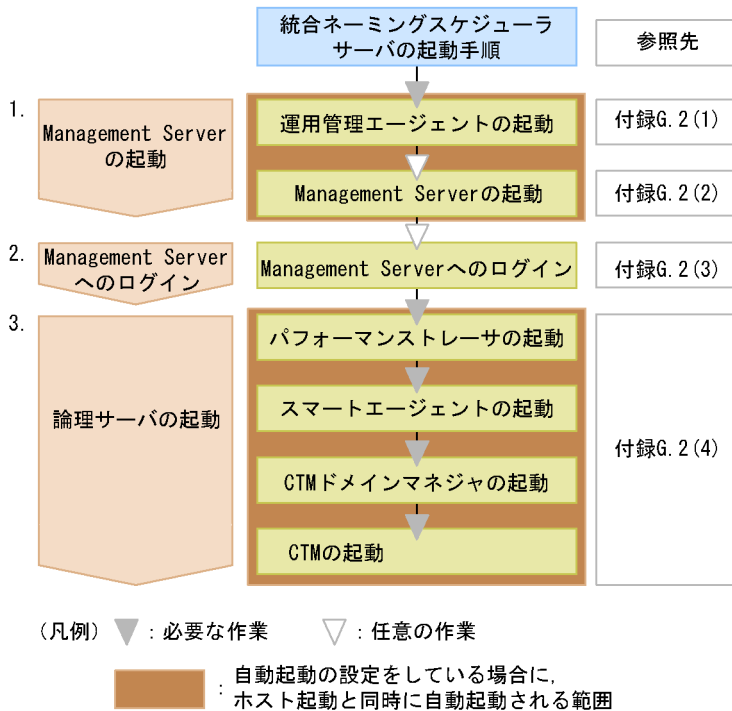 統合ネーミングスケジューラ
サーバの起動手順
参照先
1.
Management Server
の起動
運用管理エージェントの起動
付録G.2(1)
Management Serverの起動
付録G.2(2)
2.
Management Server
へのログイン
Management Serverへのログイン
付録G.2(3)
3.
論理サーバの起動
パフォーマンストレーサの起動
スマートエージェントの起動
CTMドメインマネジャの起動
CTMの起動
付録G.2(4)
(凡例)
:必要な作業
:任意の作業
:自動起動の設定をしている場合に,
ホスト起動と同時に自動起動される範囲